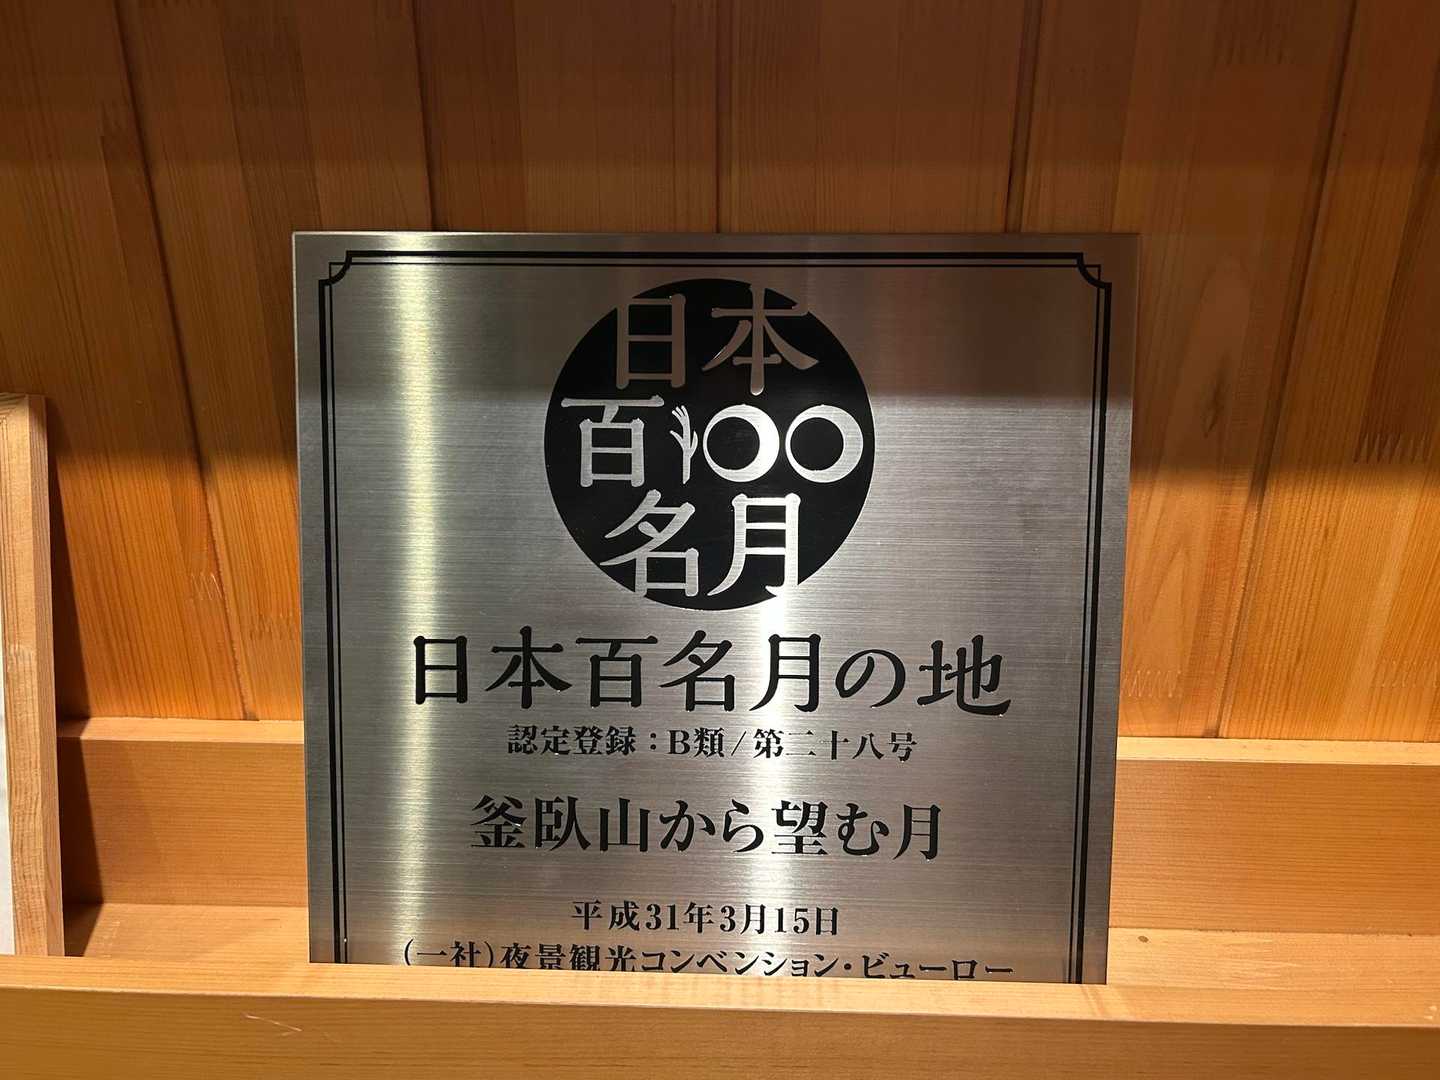 日本
百100
名月
日本百名月の地
認定登録：B類/第二十八号
釜臥山から望む月
平成31年3月15日
(一社)夜景観光コンベンション・ビューロー